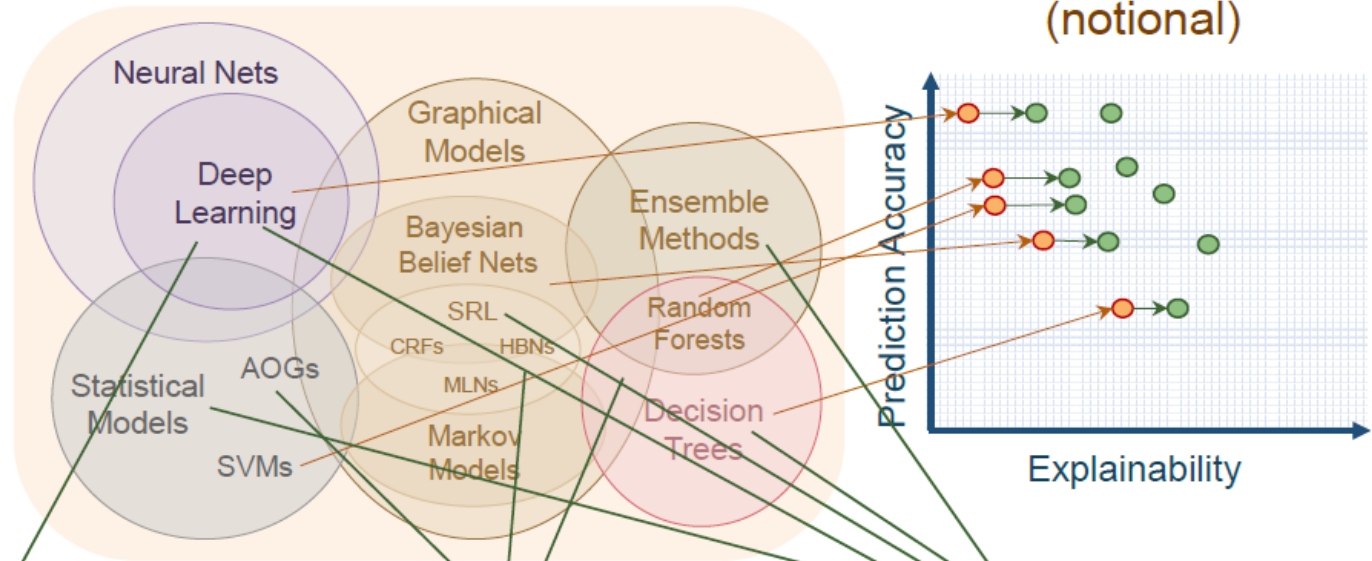 (notional)
Neural Nets
Graphical
Models
Deep
Learning
Ensemble
Methods
Bayesian
Belief Nets
SRL
CRFs
HBNs
MLNs
Random
Forests
AOGs
Statistical
Models
SVMs
Markov
Models
Decision
Trees
Prediction Accuracy
Explainability